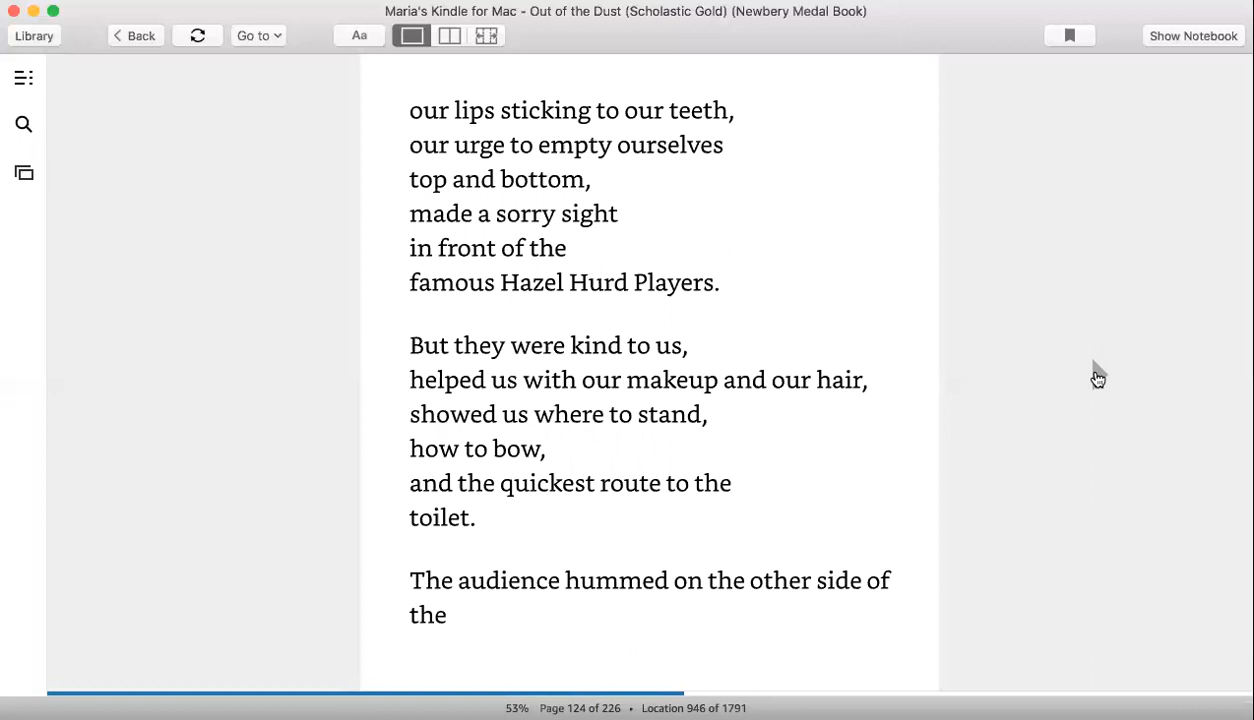 Maria's Kindle for Mac - Out of the Dust (Scholastic Gold) (Newbery Medal Book)
Library
Back
Go to
Aa
Show Notebook
our lips sticking to our teeth,
our urge to empty ourselves
top and bottom,
made a sorry sight
in front of the
famous Hazel Hurd Players.
But they were kind to us,
helped us with our makeup and our hair,
showed us where to stand,
how to bow,
and the quickest route to the
toilet.
The audience hummed on the other side of
the
53% Page 124 of 226 • Location 946 of 1791